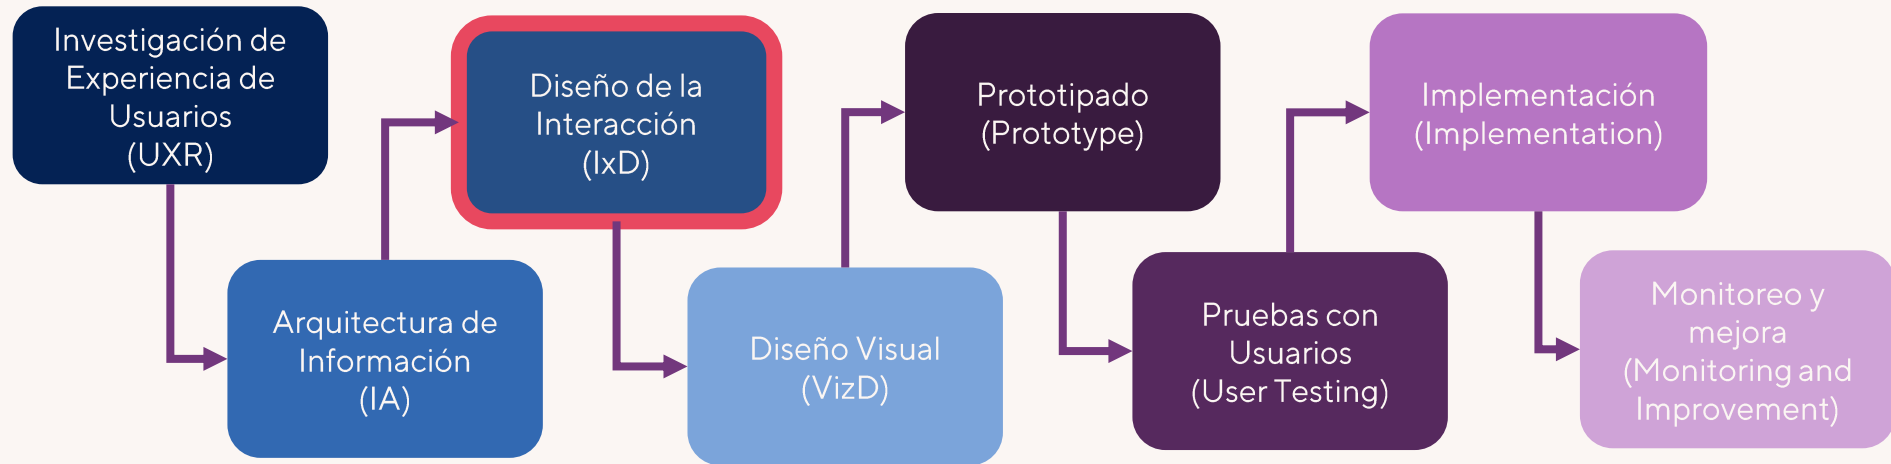 Investigación de
Experiencia de
Usuarios
(UXR)
Arquitectura de
Información
(IA)
Diseño de la
Interacción
(IxD)
Diseño Visual
(VizD)
Prototipado
(Prototype)
Pruebas con
Usuarios
(User Testing)
Implementación
(Implementation)
Monitoreo y
mejora
(Monitoring and
Improvement)